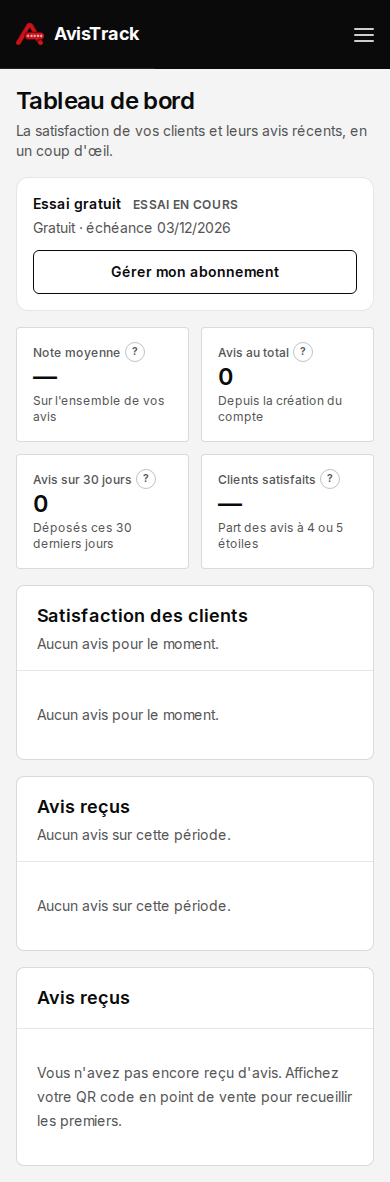 AvisTrack
Tableau de bord
La satisfaction de vos clients et leurs avis récents, en
un coup d'œil.
Essai gratuit ESSAI EN COURS
Gratuit · échéance 03/12/2026
Gérer mon abonnement
Note moyenne ?
—
Sur l'ensemble de vos
avis
Avis au total ?
0
Depuis la création du
compte
Avis sur 30 jours ?
0
Déposés ces 30
derniers jours
Clients satisfaits ?
—
Part des avis à 4 ou 5
étoiles
Satisfaction des clients
Aucun avis pour le moment.
Aucun avis pour le moment.
Avis reçus
Aucun avis sur cette période.
Aucun avis sur cette période.
Avis reçus
Vous n'avez pas encore reçu d'avis. Affichez
votre QR code en point de vente pour recueillir
les premiers.